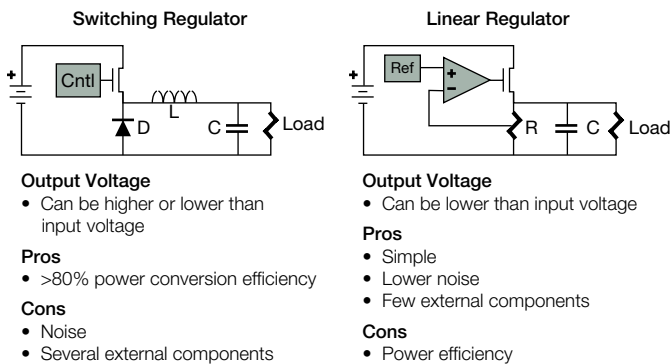 Switching Regulator
+
Cntl
L
D
C
Load
Output Voltage
• Can be higher or lower than
input voltage
Pros
• >80% power conversion efficiency
Cons
• Noise
• Several external components
Linear Regulator
+
Ref
+
–
R
C
Load
Output Voltage
• Can be lower than input voltage
Pros
• Simple
• Lower noise
• Few external components
Cons
• Power efficiency